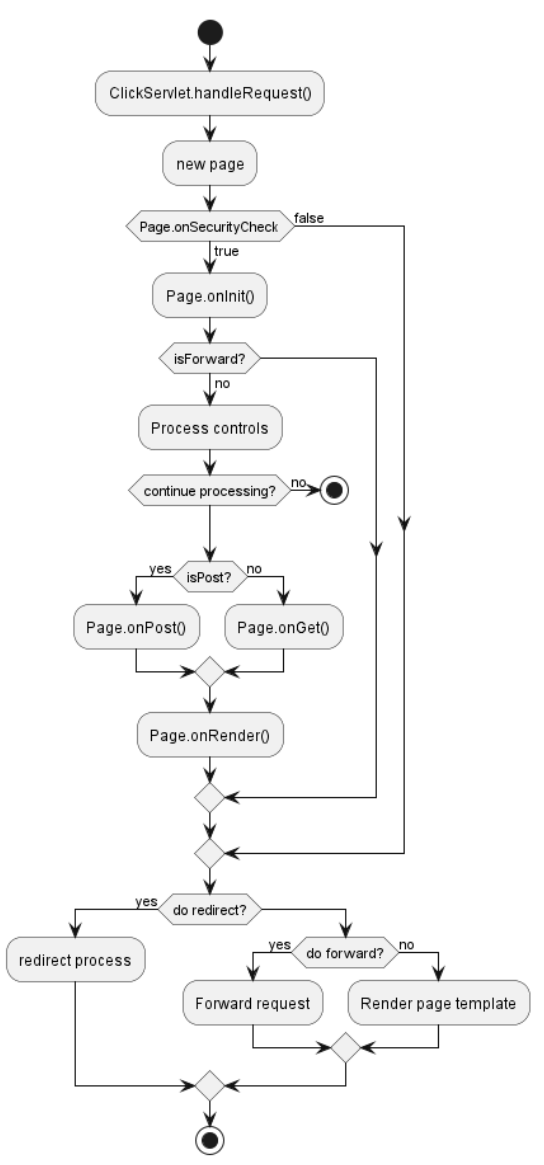 ClickServlet.handleRequest()
new page
Page.onSecurityCheck
false
true
Page.onInit()
isForward?
no
Process controls
continue processing?
no
isPost?
yes
no
Page.onPost()
Page.onGet()
Page.onRender()
do redirect?
yes
redirect process
do forward?
yes
no
Forward request
Render page template